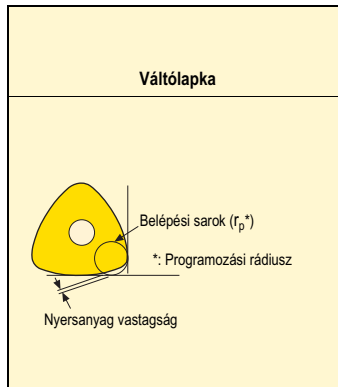 Váltólapka
Belépési sarok (rp*)
*: Programozási rádiusz
Nyersanyag vastagság